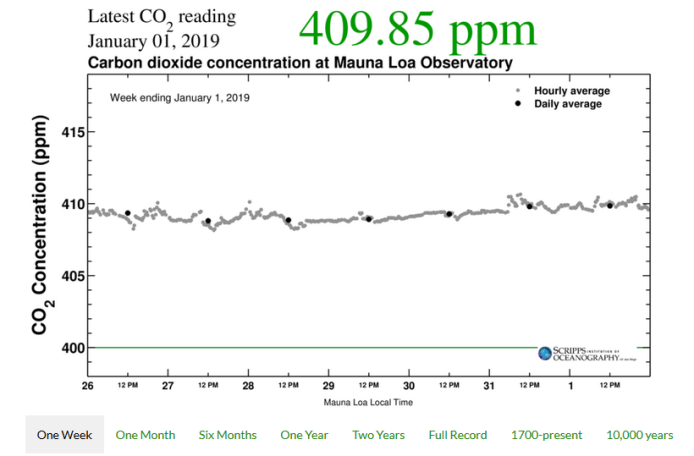 Latest CO2 reading
January 01, 2019
409.85 ppm
Carbon dioxide concentration at Mauna Loa Observatory
Week ending January 1, 2019
Hourly average
Daily average
CO2 Concentration (ppm)
415
410
405
400
SCRIPPS INSTITUTION OF
OCEANOGRAPHY
26 12 PM 27 12 PM 28 12 PM 29 12 PM 30 12 PM 31 12 PM 1 12 PM
Mauna Loa Local Time
One Week One Month Six Months One Year Two Years Full Record 1700-present 10,000 years